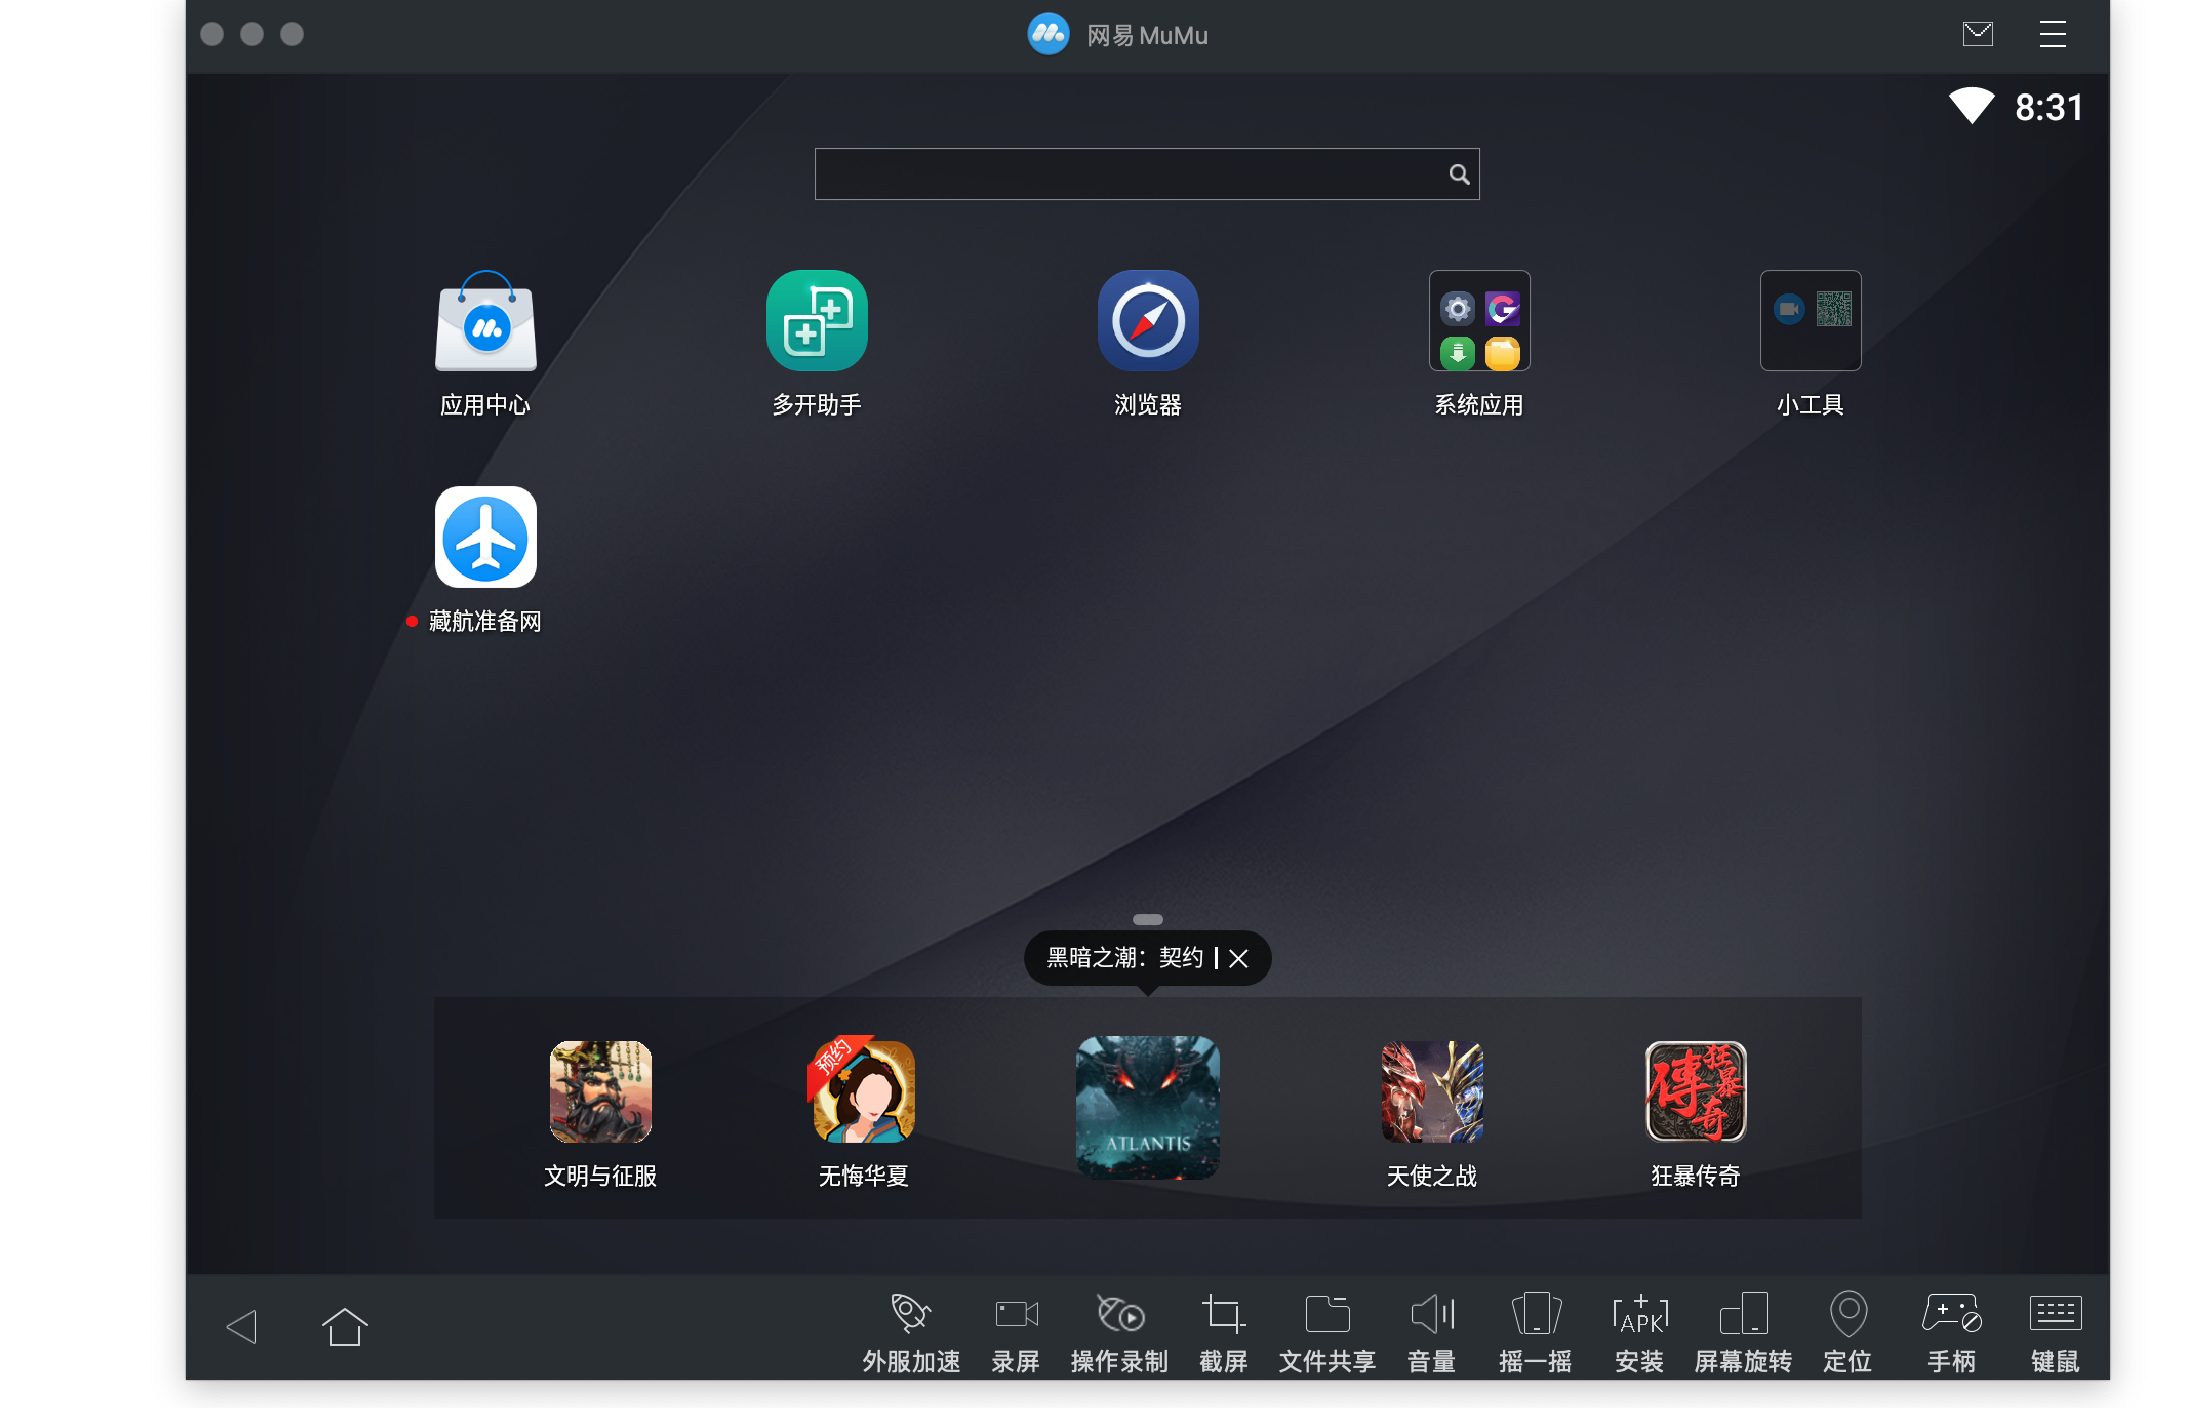 网易 MuMu
8:31
应用中心
多开助手
浏览器
系统应用
小工具
藏航准备网
黑暗之潮：契约
预约
ATLANTIS
狂暴傳奇
文明与征服
无悔华夏
天使之战
狂暴传奇
APK
外服加速
录屏
操作录制
截屏
文件共享
音量
摇一摇
安装
屏幕旋转
定位
手柄
键鼠